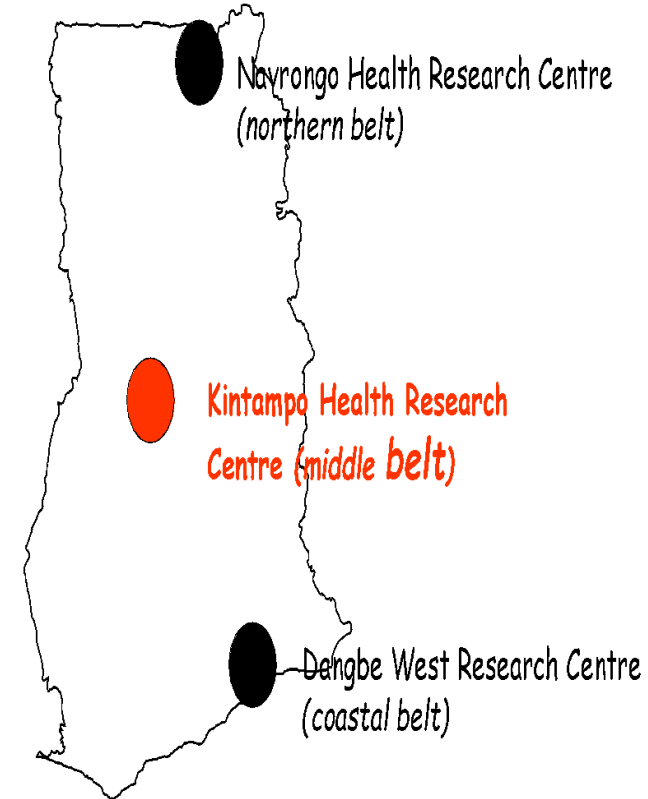 Navrongo Health Research Centre
(northern belt)
Kintampo Health Research
Centre (middle belt)
Dangbe West Research Centre
(coastal belt)